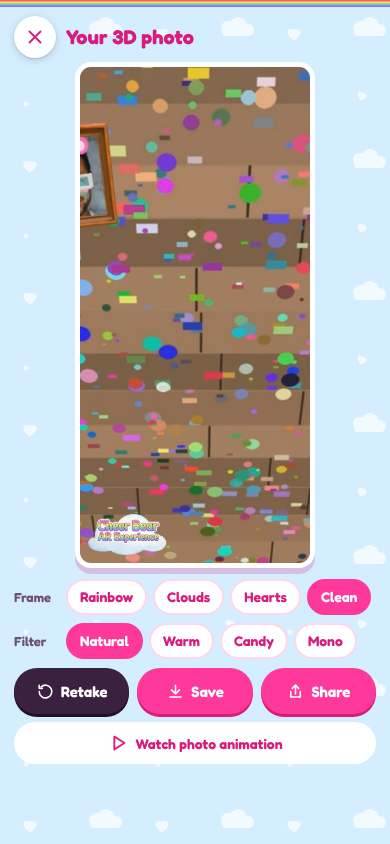 Your 3D photo
Cheer Bear
AR Experience
Frame
Rainbow
Clouds
Hearts
Clean
Filter
Natural
Warm
Candy
Mono
Retake
Save
Share
Watch photo animation